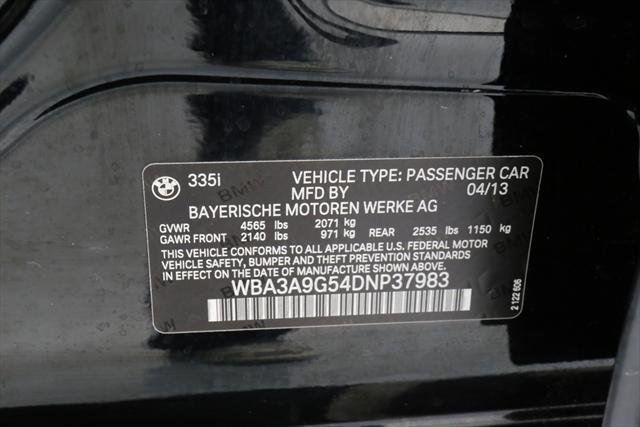 335i VEHICLE TYPE: PASSENGER CAR
MFD BY 04/13
BAYERISCHE MOTOREN WERKE AG
GVWR 4565 lbs 2071 kg
GAWR FRONT 2140 lbs 971 kg REAR 2535 lbs 1150 kg
THIS VEHICLE CONFORMS TO ALL APPLICABLE U.S. FEDERAL MOTOR
VEHICLE SAFETY, BUMPER AND THEFT PREVENTION STANDARDS
IN EFFECT ON THE DATE OF MANUFACTURE SHOWN ABOVE.
WBA3A9G54DNP37983
2 122 606